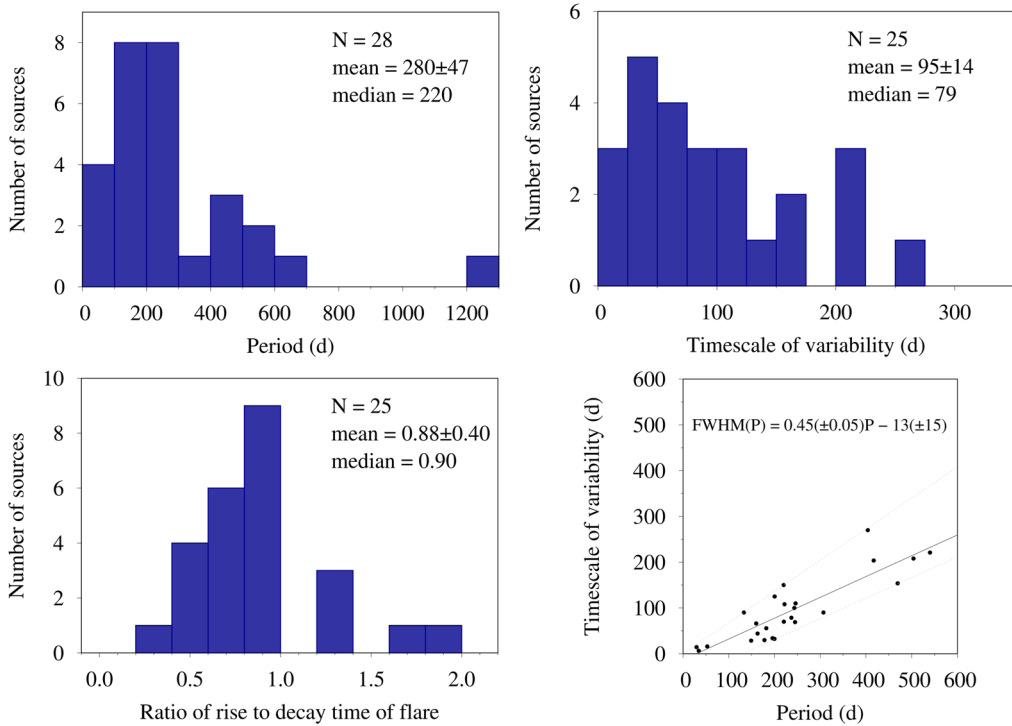 8
6
4
2
0
Number of sources
N = 28
mean = 280±47
median = 220
0 200 400 600 800 1000 1200
Period (d)
6
4
2
0
Number of sources
N = 25
mean = 95±14
median = 79
0 100 200 300
Timescale of variability (d)
10
8
6
4
2
0
Number of sources
N = 25
mean = 0.88±0.40
median = 0.90
0.0 0.5 1.0 1.5 2.0
Ratio of rise to decay time of flare
600
500
400
300
200
100
0
Timescale of variability (d)
FWHM(P) = 0.45(±0.05)P − 13(±15)
0 100 200 300 400 500 600
Period (d)